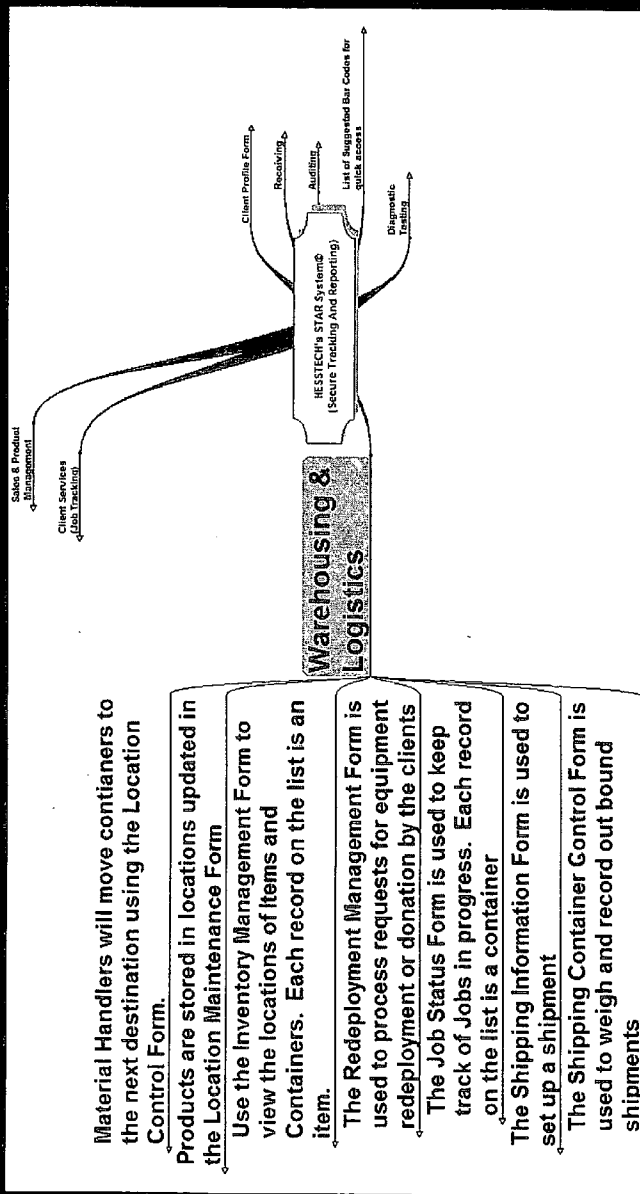 Sales & Product
Management
Client Services
(Job Tracking)
Client Profile Form
Receiving
Auditing
List of Suggested Bar Codes for
quick access
Diagnostic
Testing
HESSTECH's STAR System©
(Secure Tracking And Reporting)
Warehousing &
Logistics
Material Handlers will move contianers to
the next destination using the Location
Control Form.
Products are stored in locations updated in
the Location Maintenance Form
Use the Inventory Management Form to
view the locations of Items and
Containers. Each record on the list is an
item.
The Redeployment Management Form is
used to process requests for equipment
redeployment or donation by the clients
The Job Status Form is used to keep
track of Jobs in progress. Each record
on the list is a container
The Shipping Information Form is used to
set up a shipment
The Shipping Container Control Form is
used to weigh and record out bound
shipments